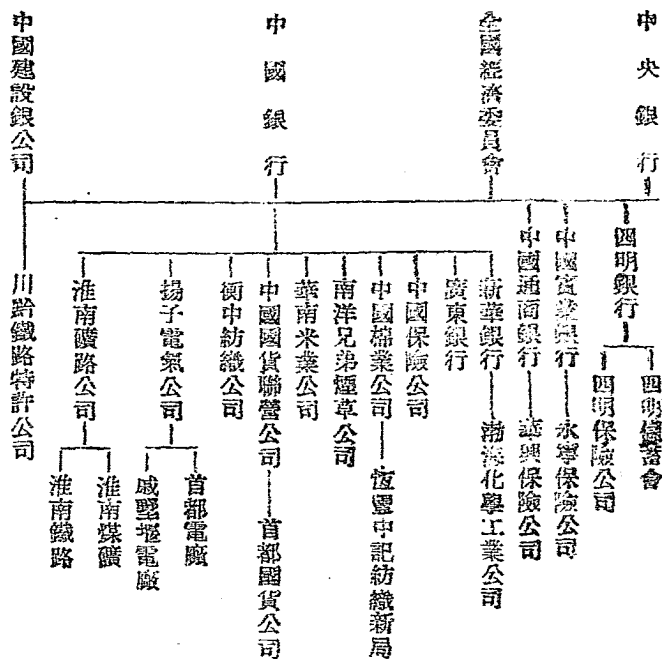 中央銀行
全國經濟委員會
中國銀行
中國建設銀公司
四明銀行
中國實業銀行
中國通商銀行
新華銀行
廣東銀行
中國保險公司
中國棉業公司
南洋兄弟煙草公司
華南米業公司
中國國貨聯營公司
衡中紡織公司
揚子電氣公司
淮南礦路公司
川黔鐵路特許公司
四明儲蓄會
四明保險公司
永寧保險公司
華興保險公司
渤海化學工業公司
恆豐中記紡織新局
首都國貨公司
首都電廠
戚墅堰電廠
淮南煤礦
淮南鐵路